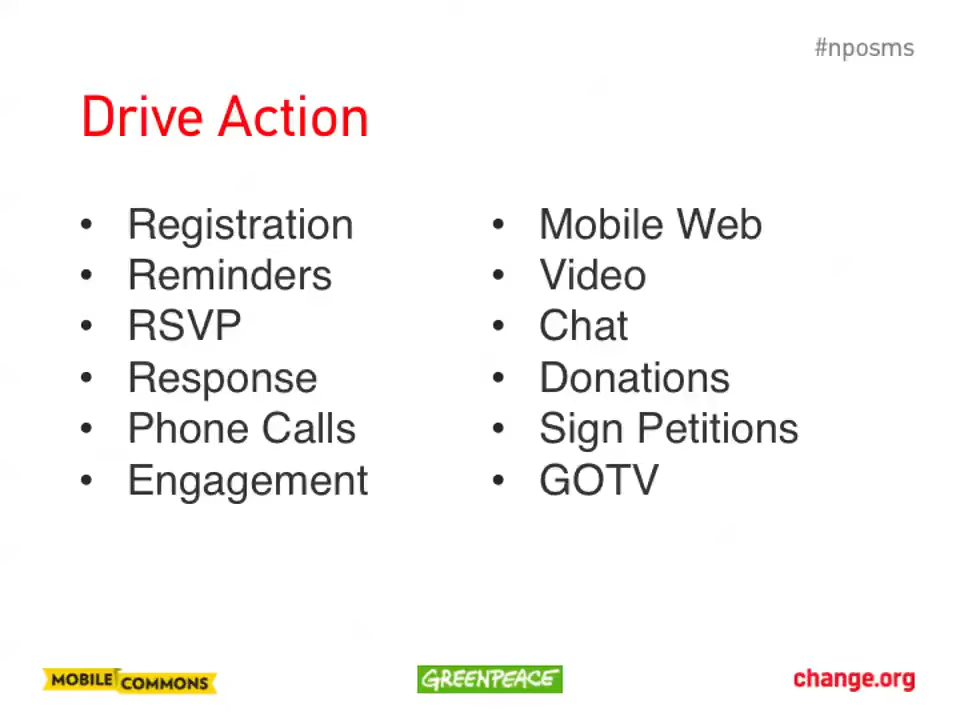 #nposms
Drive Action
• Registration
• Reminders
• RSVP
• Response
• Phone Calls
• Engagement
• Mobile Web
• Video
• Chat
• Donations
• Sign Petitions
• GOTV
MOBILE COMMONS
GREENPEACE
change.org